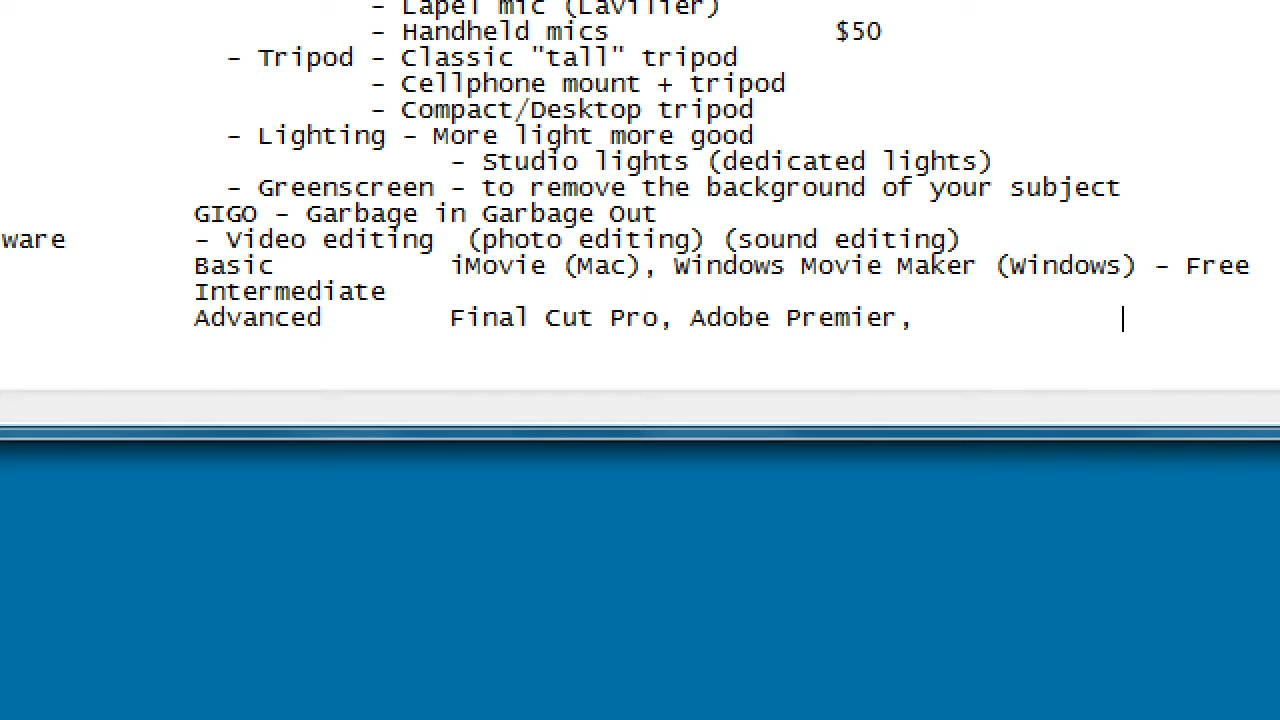 - Lapel mic (Lavilier)
- Handheld mics $50
- Tripod - Classic "tall" tripod
- Cellphone mount + tripod
- Compact/Desktop tripod
- Lighting - More light more good
- Studio lights (dedicated lights)
- Greenscreen - to remove the background of your subject
GIGO - Garbage in Garbage Out
ware - Video editing (photo editing) (sound editing)
Basic iMovie (Mac), Windows Movie Maker (Windows) - Free
Intermediate
Advanced Final Cut Pro, Adobe Premier,